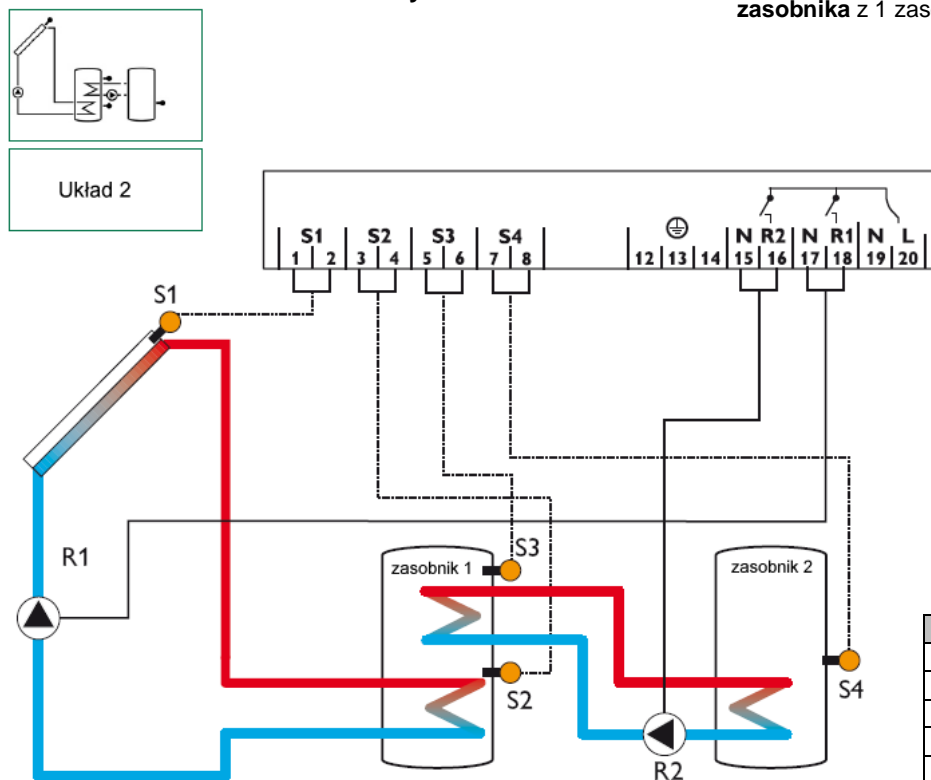 zasobnika z 1 zas
Układ 2
S1 S2 S3 S4 N R2 N R1 N L
1 2 3 4 5 6 7 8 12 13 14 15 16 17 18 19 20
S1
R1
zasobnik 1
S3
zasobnik 2
S2
S4
R2